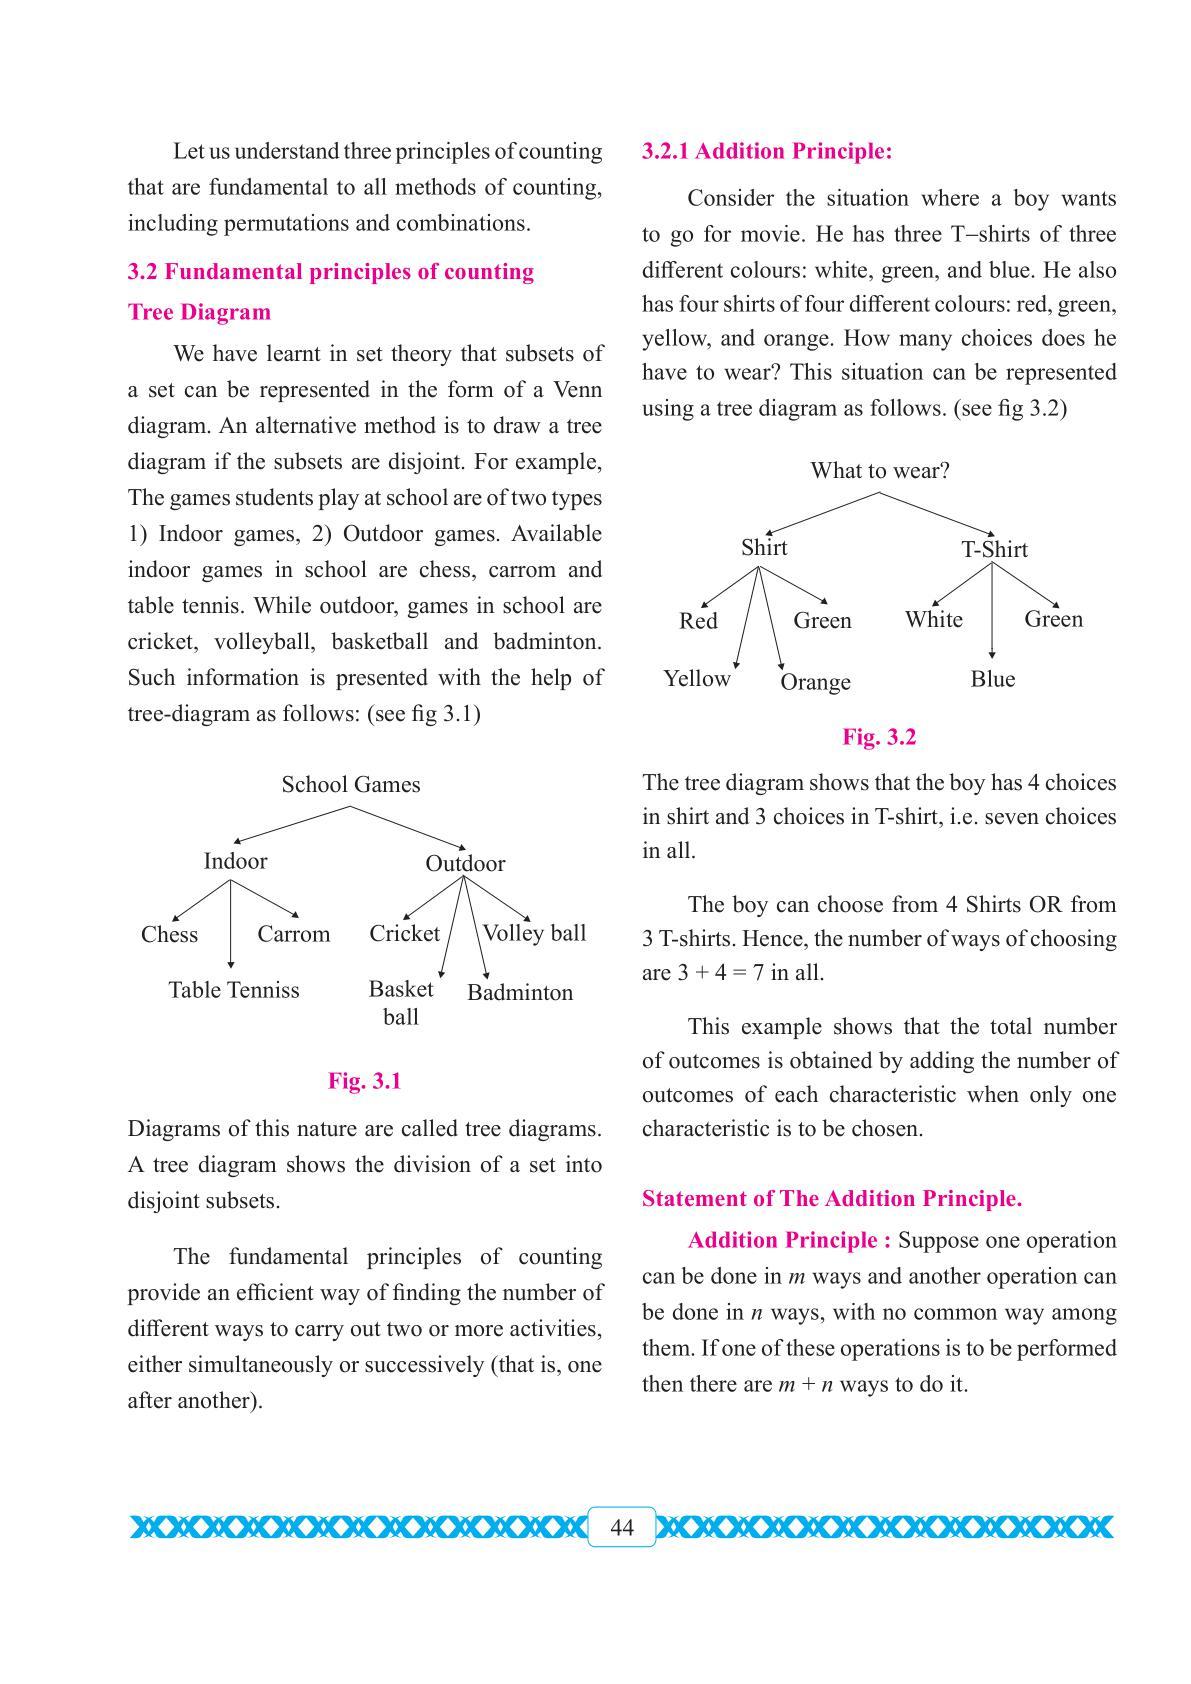 Let us understand three principles of counting
that are fundamental to all methods of counting,
including permutations and combinations.
3.2 Fundamental principles of counting
Tree Diagram
We have learnt in set theory that subsets of
a set can be represented in the form of a Venn
diagram. An alternative method is to draw a tree
diagram if the subsets are disjoint. For example,
The games students play at school are of two types
1) Indoor games, 2) Outdoor games. Available
indoor games in school are chess, carrom and
table tennis. While outdoor, games in school are
cricket, volleyball, basketball and badminton.
Such information is presented with the help of
tree-diagram as follows: (see fig 3.1)
School Games
Indoor Outdoor
Chess Carrom Cricket Volley ball
Table Tenniss Basket Badminton
ball
Fig. 3.1
Diagrams of this nature are called tree diagrams.
A tree diagram shows the division of a set into
disjoint subsets.
The fundamental principles of counting
provide an efficient way of finding the number of
different ways to carry out two or more activities,
either simultaneously or successively (that is, one
after another).
3.2.1 Addition Principle:
Consider the situation where a boy wants
to go for movie. He has three T–shirts of three
different colours: white, green, and blue. He also
has four shirts of four different colours: red, green,
yellow, and orange. How many choices does he
have to wear? This situation can be represented
using a tree diagram as follows. (see fig 3.2)
What to wear?
Shirt T-Shirt
Red Green White Green
Yellow Orange Blue
Fig. 3.2
The tree diagram shows that the boy has 4 choices
in shirt and 3 choices in T-shirt, i.e. seven choices
in all.
The boy can choose from 4 Shirts OR from
3 T-shirts. Hence, the number of ways of choosing
are 3 + 4 = 7 in all.
This example shows that the total number
of outcomes is obtained by adding the number of
outcomes of each characteristic when only one
characteristic is to be chosen.
Statement of The Addition Principle.
Addition Principle : Suppose one operation
can be done in m ways and another operation can
be done in n ways, with no common way among
them. If one of these operations is to be performed
then there are m + n ways to do it.
44